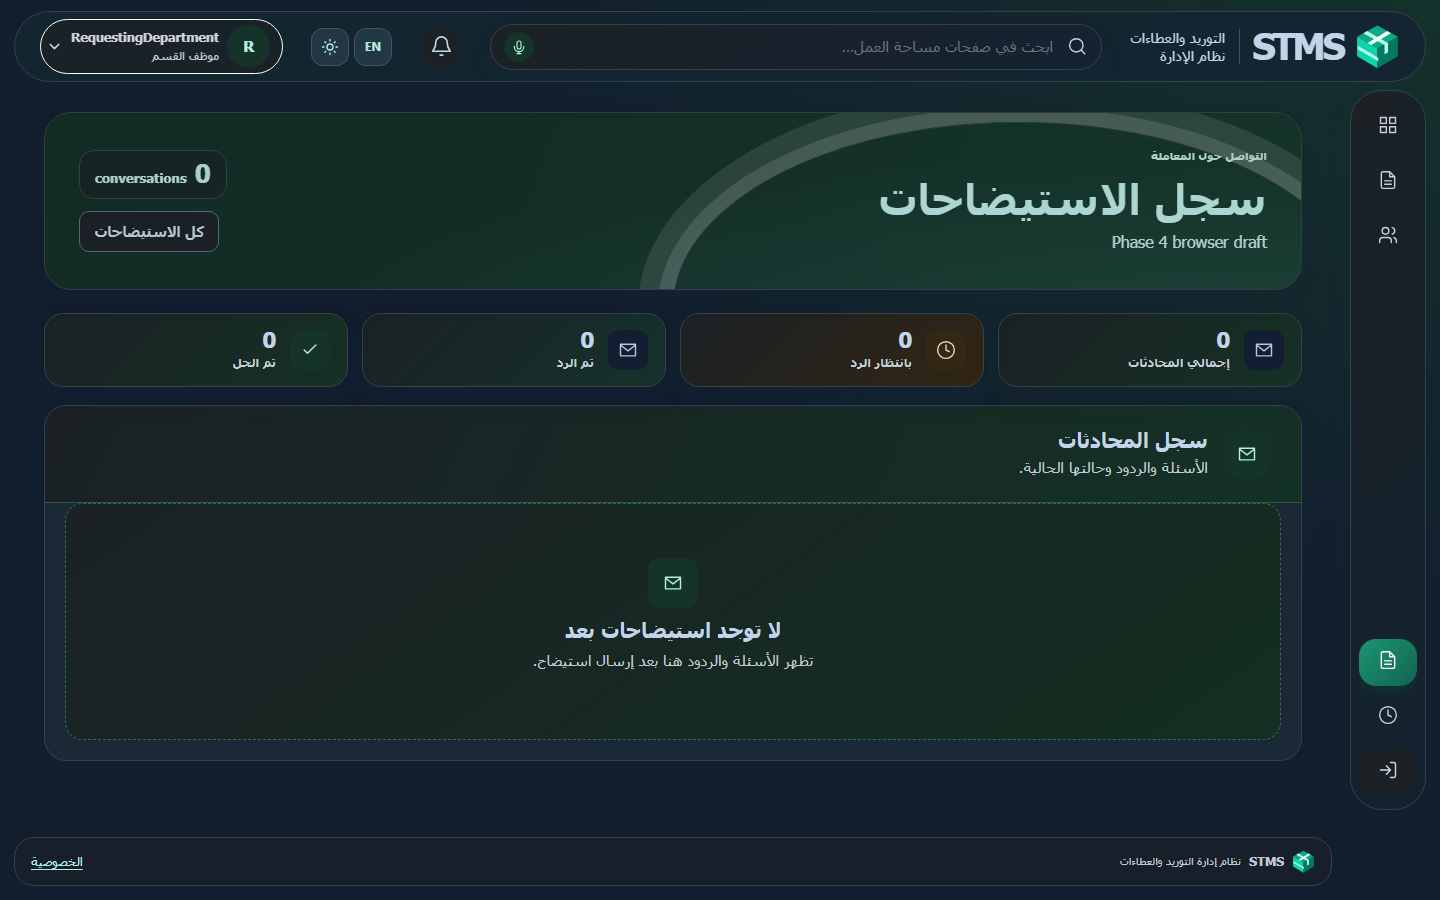 STMS
التوريد والعطاءات
نظام الإدارة
ابحث في صفحات مساحة العمل...
EN
R
RequestingDepartment
موظف القسم
التواصل حول المعاملة
سجل الاستيضاحات
Phase 4 browser draft
0 conversations
كل الاستيضاحات
0
إجمالي المحادثات
0
بانتظار الرد
0
تم الرد
0
تم الحل
سجل المحادثات
الأسئلة والردود وحالتها الحالية.
لا توجد استيضاحات بعد
تظهر الأسئلة والردود هنا بعد إرسال استيضاح.
STMS نظام إدارة التوريد والعطاءات
الخصوصية